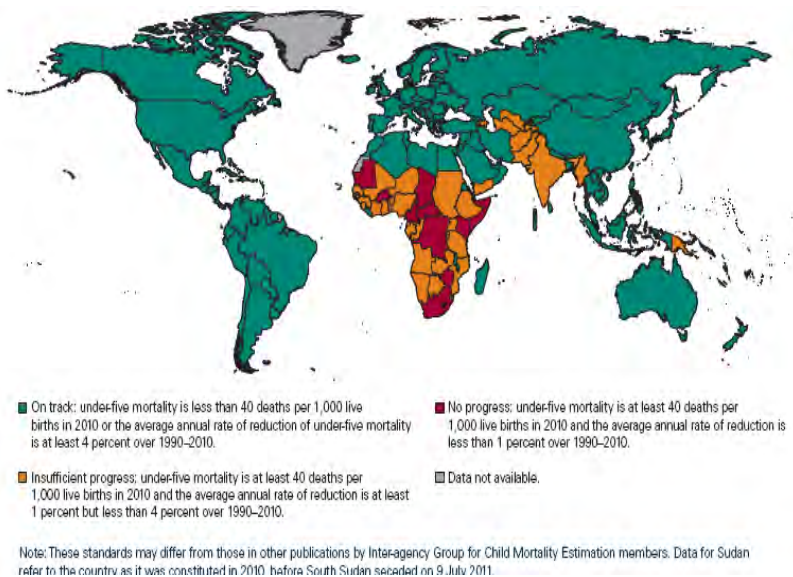 On track: under-five mortality is less than 40 deaths per 1,000 live
births in 2010 or the average annual rate of reduction of under-five mortality
is at least 4 percent over 1990–2010.
Insufficient progress: under-five mortality is at least 40 deaths per
1,000 live births in 2010 and the average annual rate of reduction is at least
1 percent but less than 4 percent over 1990–2010.
No progress: under-five mortality is at least 40 deaths per
1,000 live births in 2010 and the average annual rate of reduction is
less than 1 percent over 1990–2010.
Data not available.
Note: These standards may differ from those in other publications by Inter-agency Group for Child Mortality Estimation members. Data for Sudan
refer to the country as it was constituted in 2010, before South Sudan seceded on 9 July 2011.